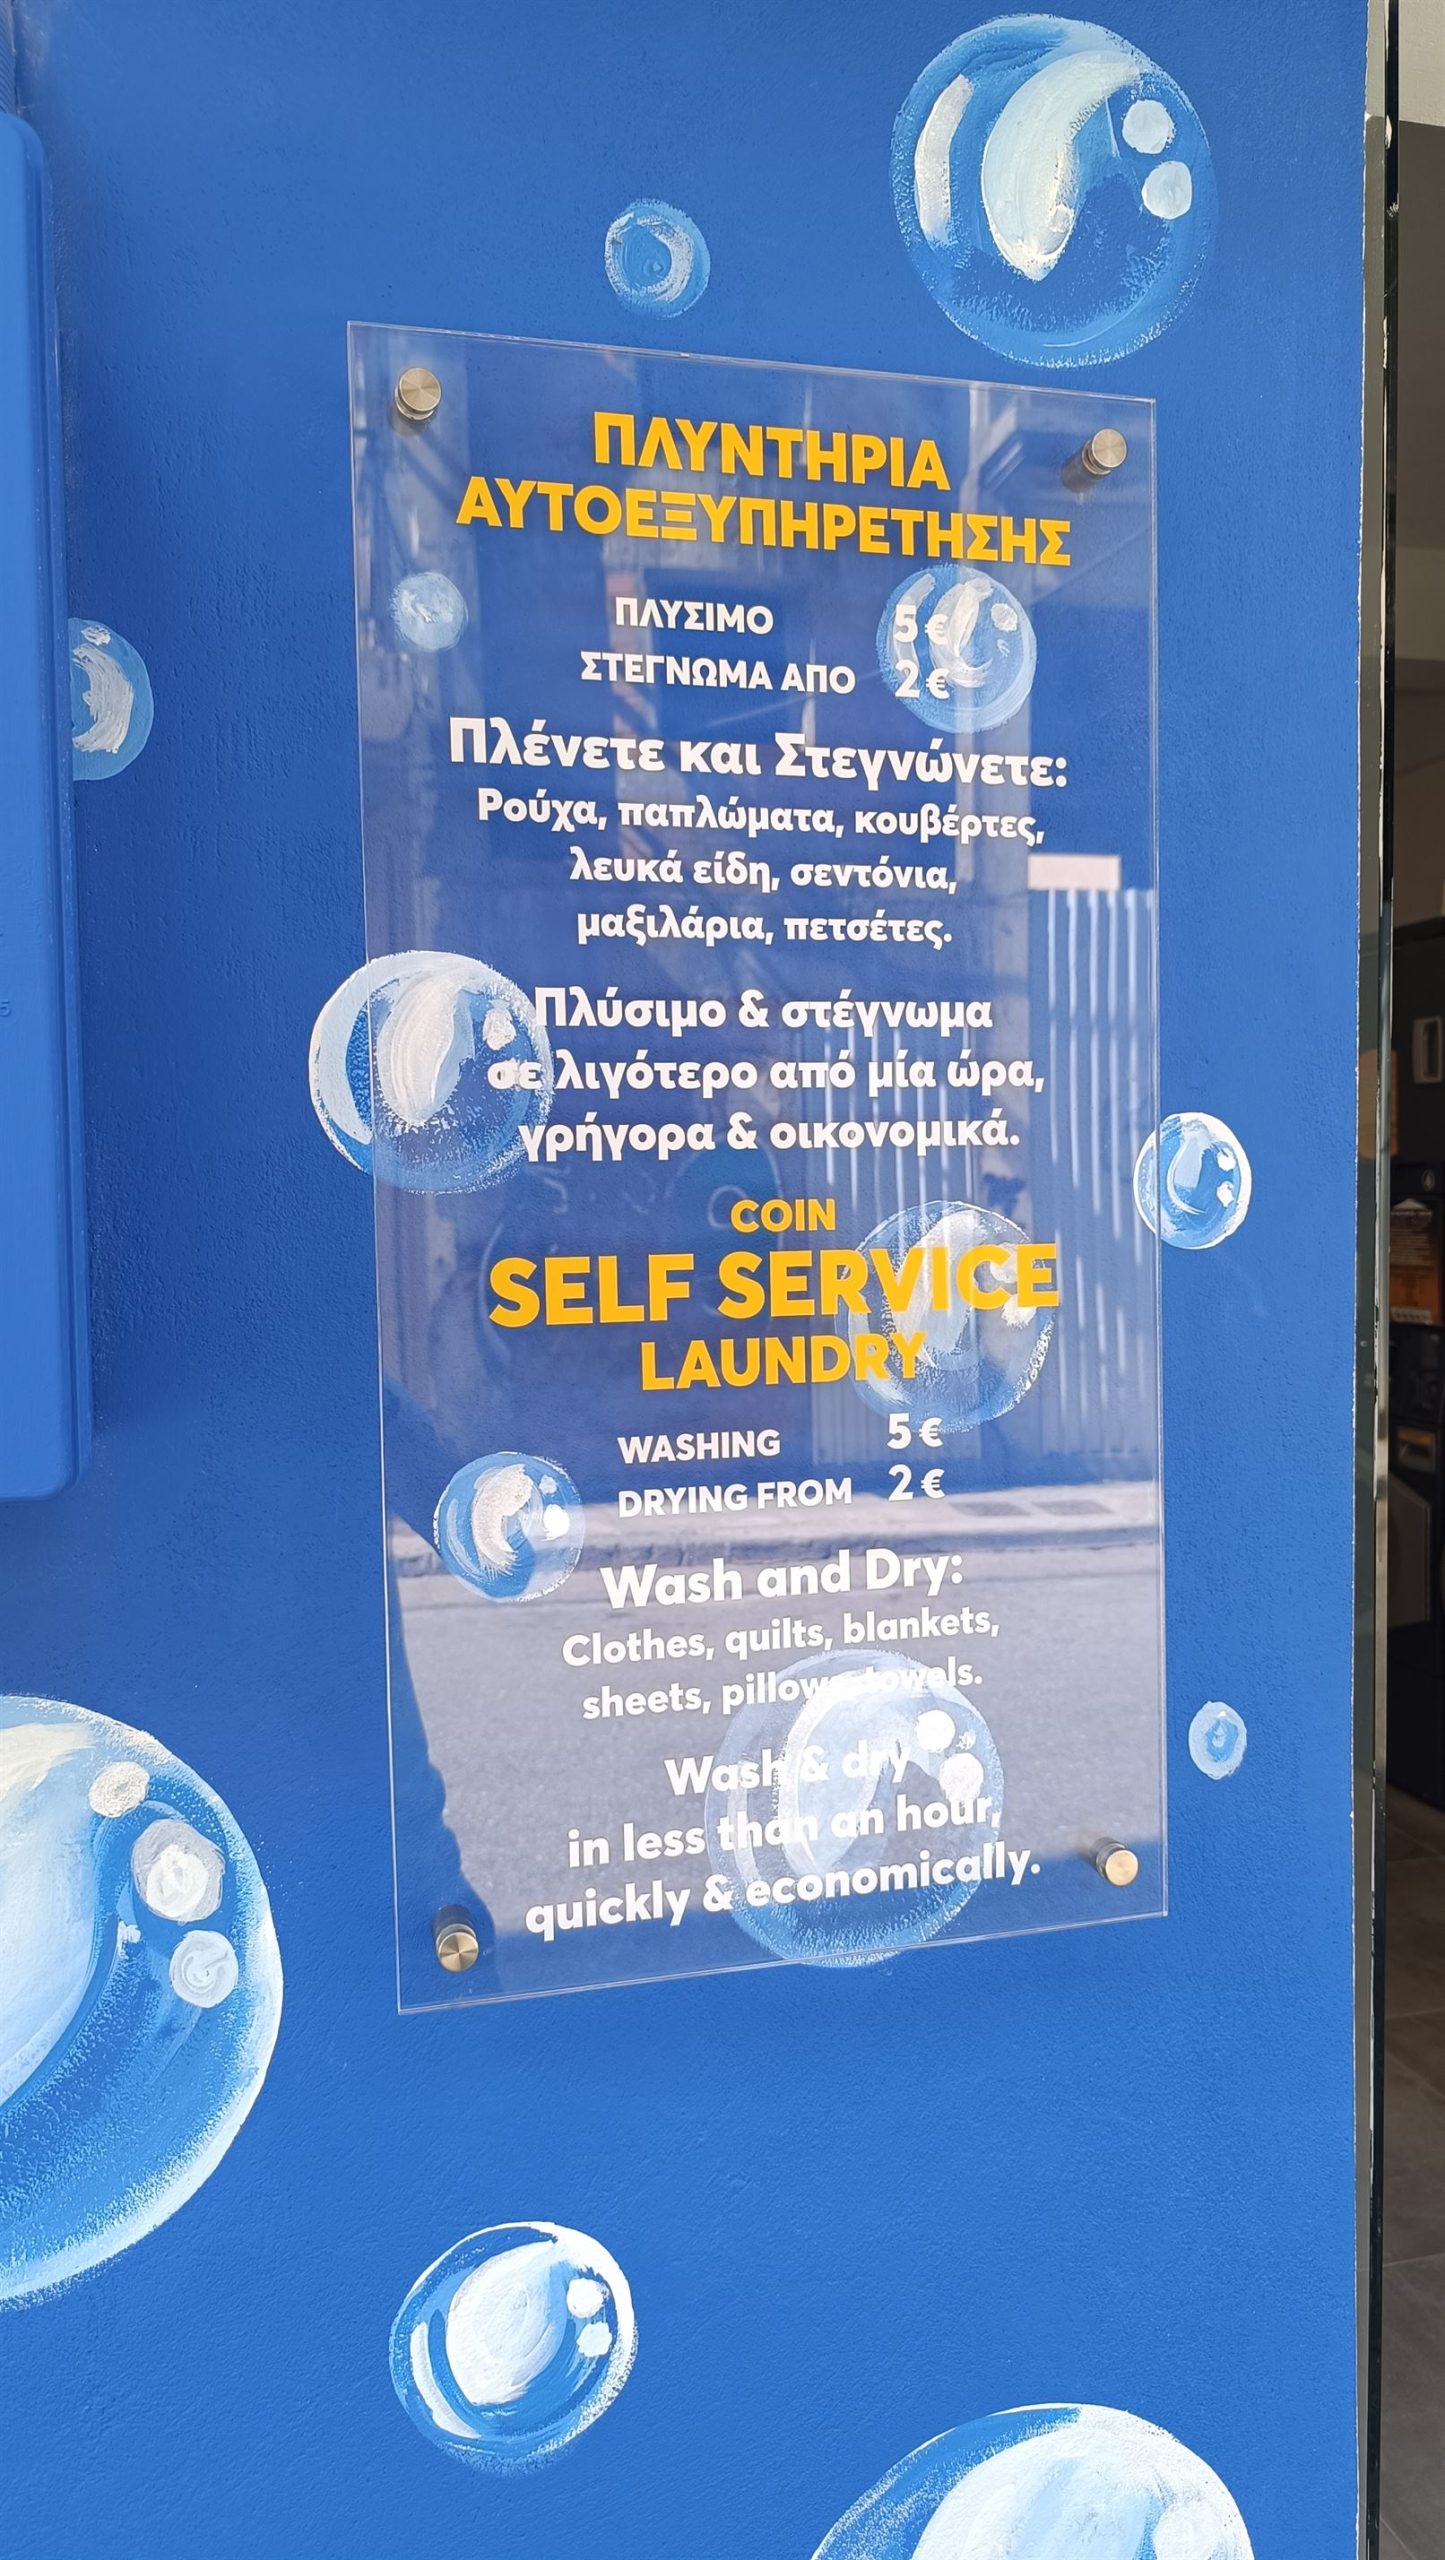 ΠΛΥΝΤΗΡΙΑ
ΑΥΤΟΕΞΥΠΗΡΕΤΗΣΗΣ
ΠΛΥΣΙΜΟ 5 €
ΣΤΕΓΝΩΜΑ ΑΠΟ 2 €
Πλένετε και Στεγνώνετε:
Ρούχα, παπλώματα, κουβέρτες,
λευκά είδη, σεντόνια,
μαξιλάρια, πετσέτες.
Πλύσιμο & στέγνωμα
σε λιγότερο από μία ώρα,
γρήγορα & οικονομικά.
COIN
SELF SERVICE
LAUNDRY
WASHING 5 €
DRYING FROM 2 €
Wash and Dry:
Clothes, quilts, blankets,
sheets, pillows, towels.
Wash & dry
in less than an hour,
quickly & economically.